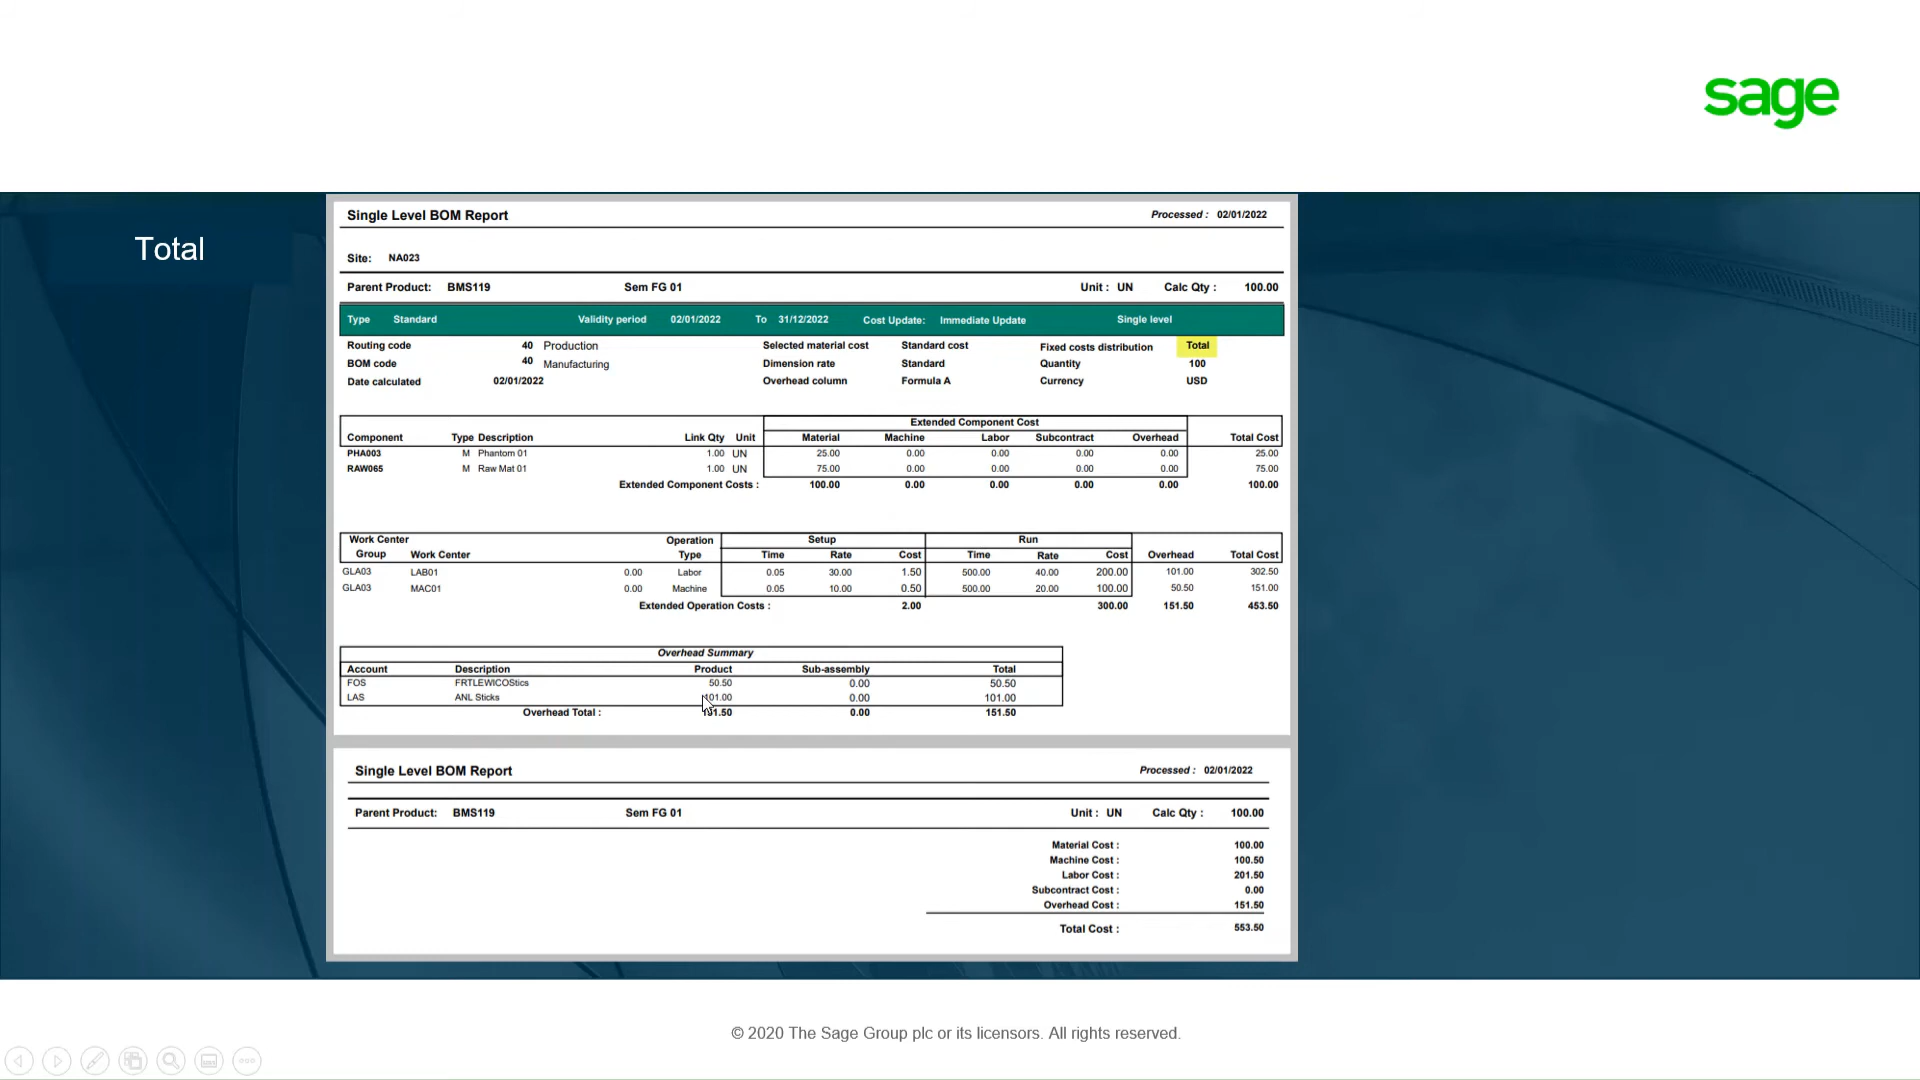 sage
Total
Single Level BOM Report Processed : 02/01/2022
Site: NA023
Parent Product: BMS119 Sem FG 01 Unit : UN Calc Qty : 100.00
Type Standard Validity period 02/01/2022 To 31/12/2022 Cost Update: Immediate Update Single level
Routing code 40 Production Selected material cost Standard cost Fixed costs distribution Total
BOM code 40 Manufacturing Dimension rate Standard Quantity 100
Date calculated 02/01/2022 Overhead column Formula A Currency USD
Extended Component Cost
Component Type Description Link Qty Unit Material Machine Labor Subcontract Overhead Total Cost
PHA003 M Phantom 01 1.00 UN 25.00 0.00 0.00 0.00 0.00 25.00
RAW065 M Raw Mat 01 1.00 UN 75.00 0.00 0.00 0.00 0.00 75.00
Extended Component Costs : 100.00 0.00 0.00 0.00 0.00 100.00
Work Center Operation Setup Run
Group Work Center Type Time Rate Cost Time Rate Cost Overhead Total Cost
GLA03 LAB01 0.00 Labor 0.05 30.00 1.50 500.00 40.00 200.00 101.00 302.50
GLA03 MAC01 0.00 Machine 0.05 10.00 0.50 500.00 20.00 100.00 50.50 151.00
Extended Operation Costs : 2.00 300.00 151.50 453.50
Overhead Summary
Account Description Product Sub-assembly Total
FOS FRTLEWICOStics 50.50 0.00 50.50
LAS ANL Sticks 101.00 0.00 101.00
Overhead Total : 151.50 0.00 151.50
Single Level BOM Report Processed : 02/01/2022
Parent Product: BMS119 Sem FG 01 Unit : UN Calc Qty : 100.00
Material Cost : 100.00
Machine Cost : 100.50
Labor Cost : 201.50
Subcontract Cost : 0.00
Overhead Cost : 151.50
Total Cost : 553.50
© 2020 The Sage Group plc or its licensors. All rights reserved.